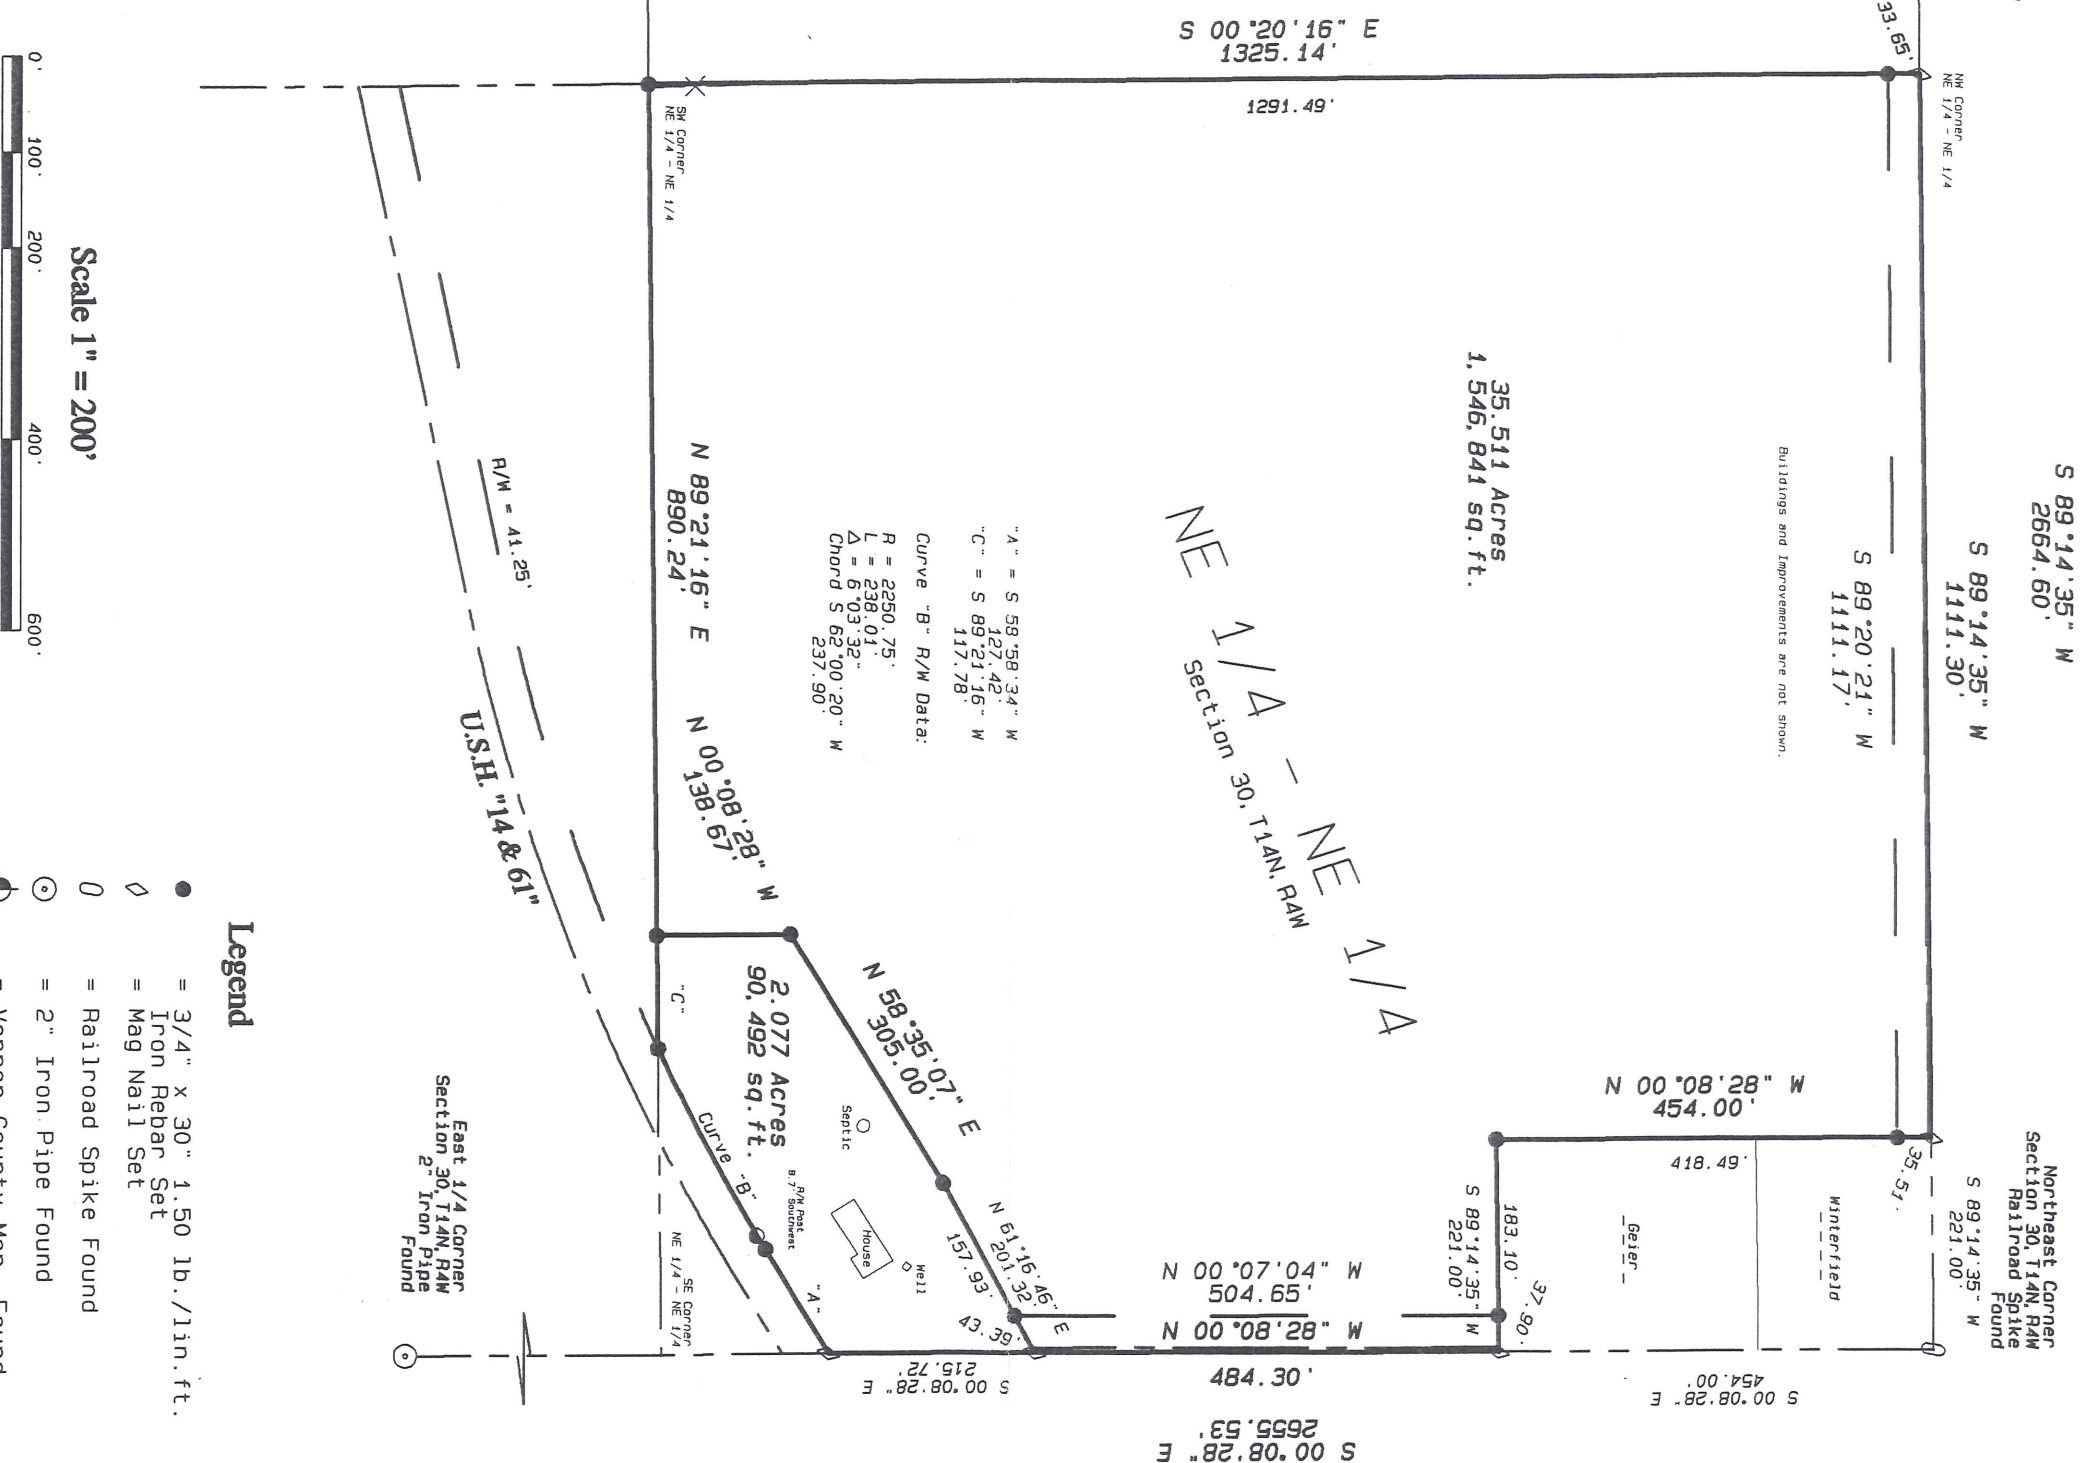 S 00°20'16" E
1325.14'
1291.49'
33.65'
NW Corner
NE 1/4 - NE 1/4
SW Corner
NE 1/4 - NE 1/4
S 89°14'35" W
2664.60'
S 89°14'35" W
1111.30'
S 89°20'21" W
1111.17'
Buildings and Improvements are not shown.
35.511 Acres
1,546,841 sq.ft.
NE 1/4 - NE 1/4
Section 30, T14N, R4W
"A" = S 58°58'34" W
127.42'
"C" = S 89°21'16" W
117.78'
Curve "B" R/W Data:
R = 2250.75'
L = 238.01'
Δ = 6°03'32"
Chord S 62°00'20" W
237.90'
N 89°21'16" E
890.24'
N 00°08'28" W
138.67'
R/W = 41.25'
U.S.H. "14 & 61"
Scale 1" = 200'
0'
100'
200'
400'
600'
N 58°35'07" E
305.00'
2.077 Acres
90,492 sq.ft.
"C"
Curve "B"
"A"
Septic
R/W Post
9.7' Southwest
House
Well
N 61°16'46" E
201.32'
157.93'
43.39'
N 00°08'28" W
454.00'
418.49'
35.51'
S 89°14'35" W
221.00'
183.10'
37.90'
Geier
Winterfield
S 89°14'35" W
221.00'
Northeast Corner
Section 30, T14N, R4W
Railroad Spike
Found
N 00°07'04" W
504.65'
N 00°08'28" W
484.30'
S 00°08'28" E
215.72'
S 00°08'28" E
454.00'
S 00°08'28" E
2655.53'
SE Corner
NE 1/4 - NE 1/4
East 1/4 Corner
Section 30, T14N, R4W
2" Iron Pipe
Found
Legend
= 3/4" x 30" 1.50 lb./lin.ft.
Iron Rebar Set
= Mag Nail Set
= Railroad Spike Found
= 2" Iron Pipe Found